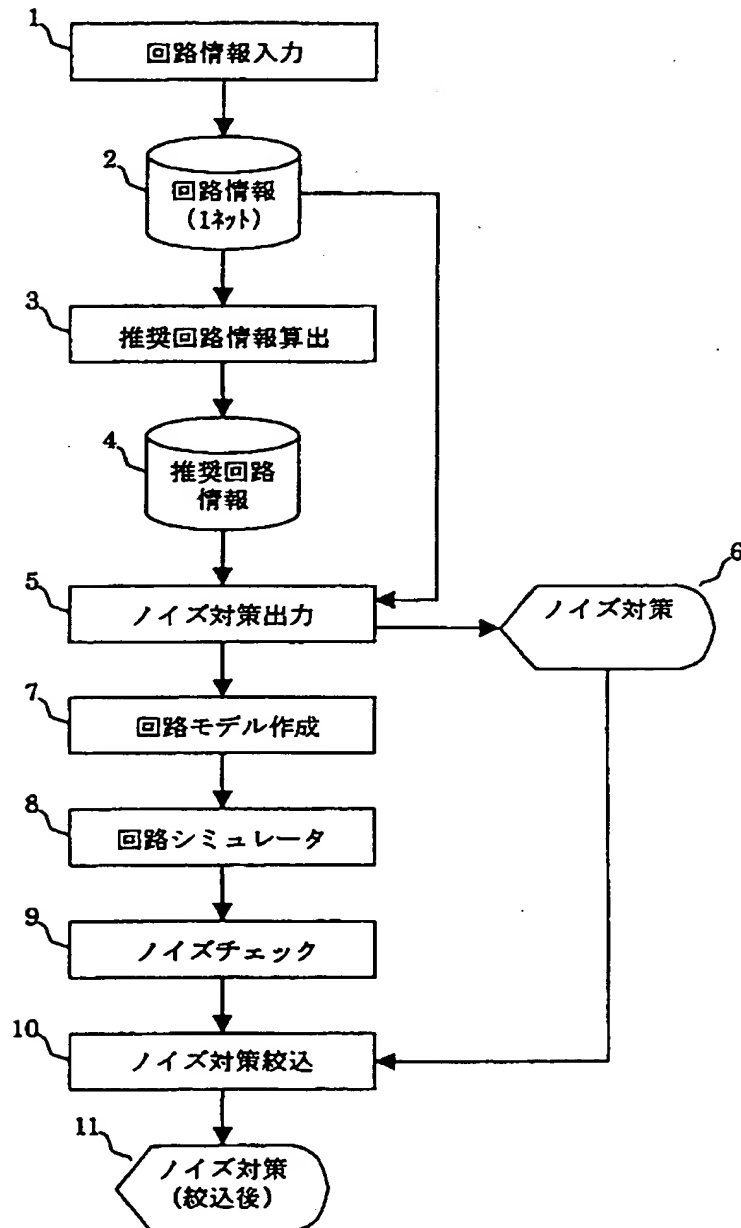 1
回路情報入力
2
回路情報
(1ネット)
3
推奨回路情報算出
4
推奨回路
情報
5
ノイズ対策出力
6
ノイズ対策
7
回路モデル作成
8
回路シミュレータ
9
ノイズチェック
10
ノイズ対策絞込
11
ノイズ対策
(絞込後)